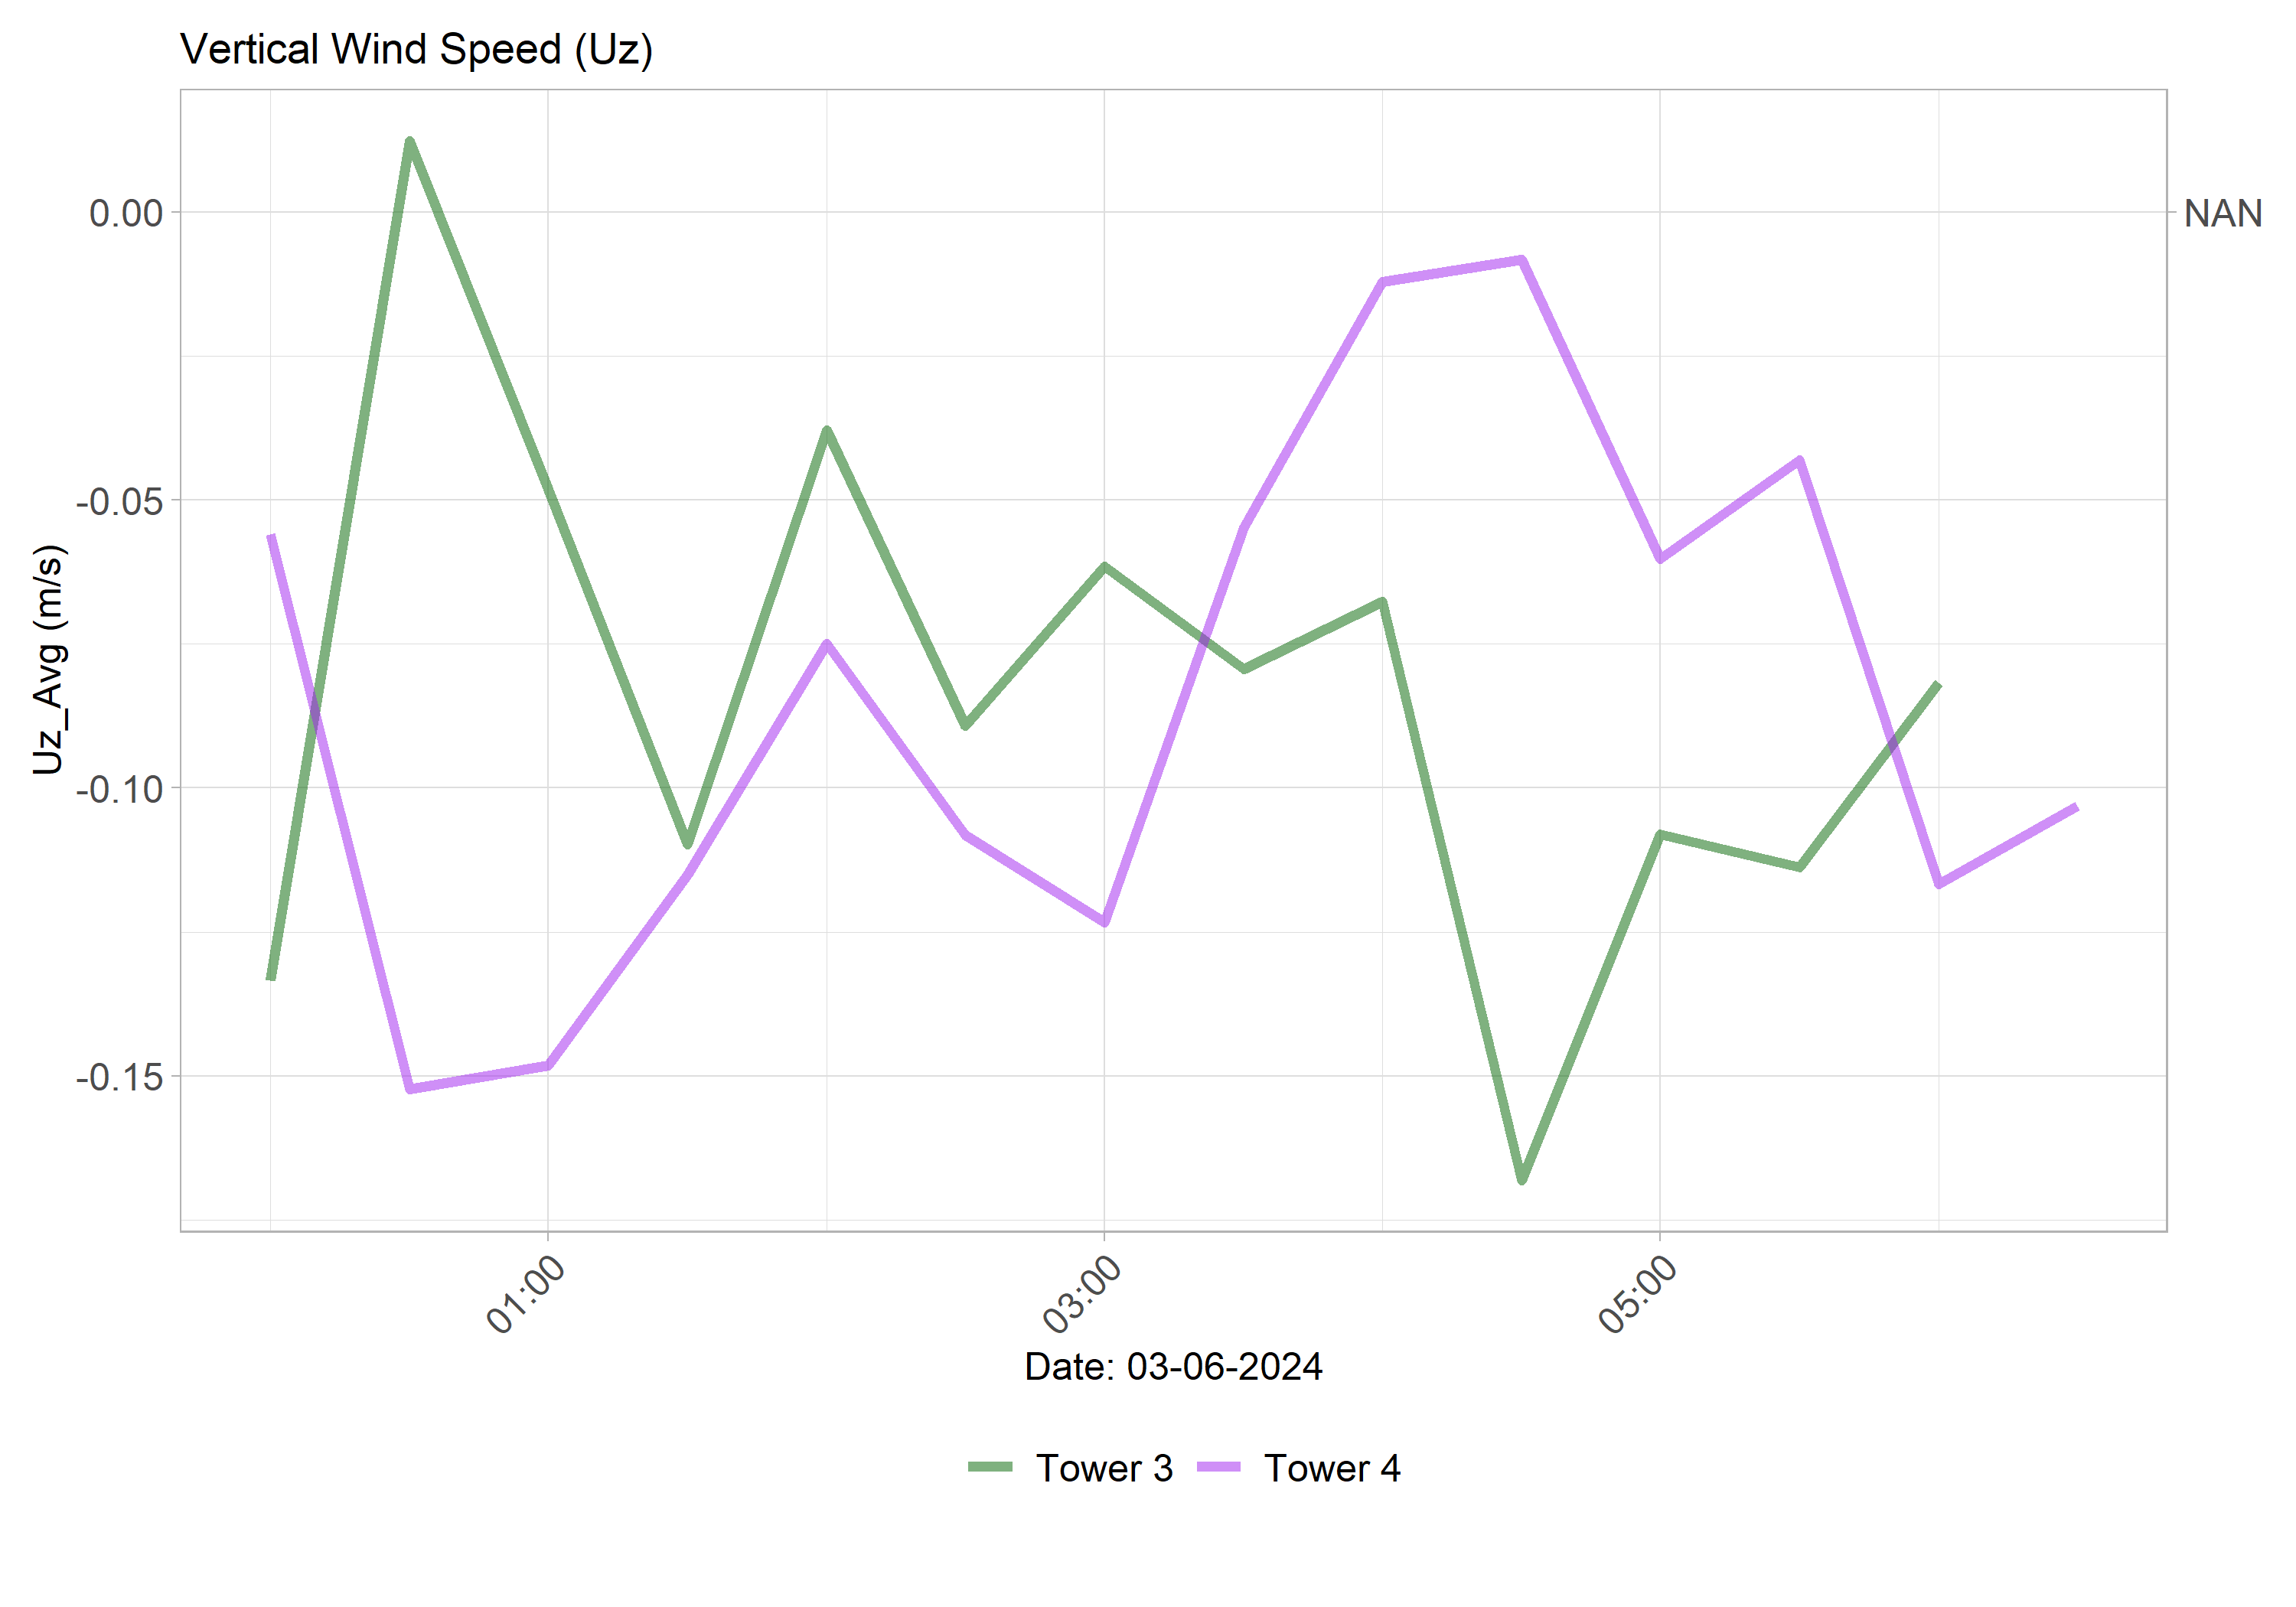 Vertical Wind Speed (Uz)
0.00
-0.05
-0.10
-0.15
NAN
Uz_Avg (m/s)
01:00
03:00
05:00
Date: 03-06-2024
Tower 3
Tower 4